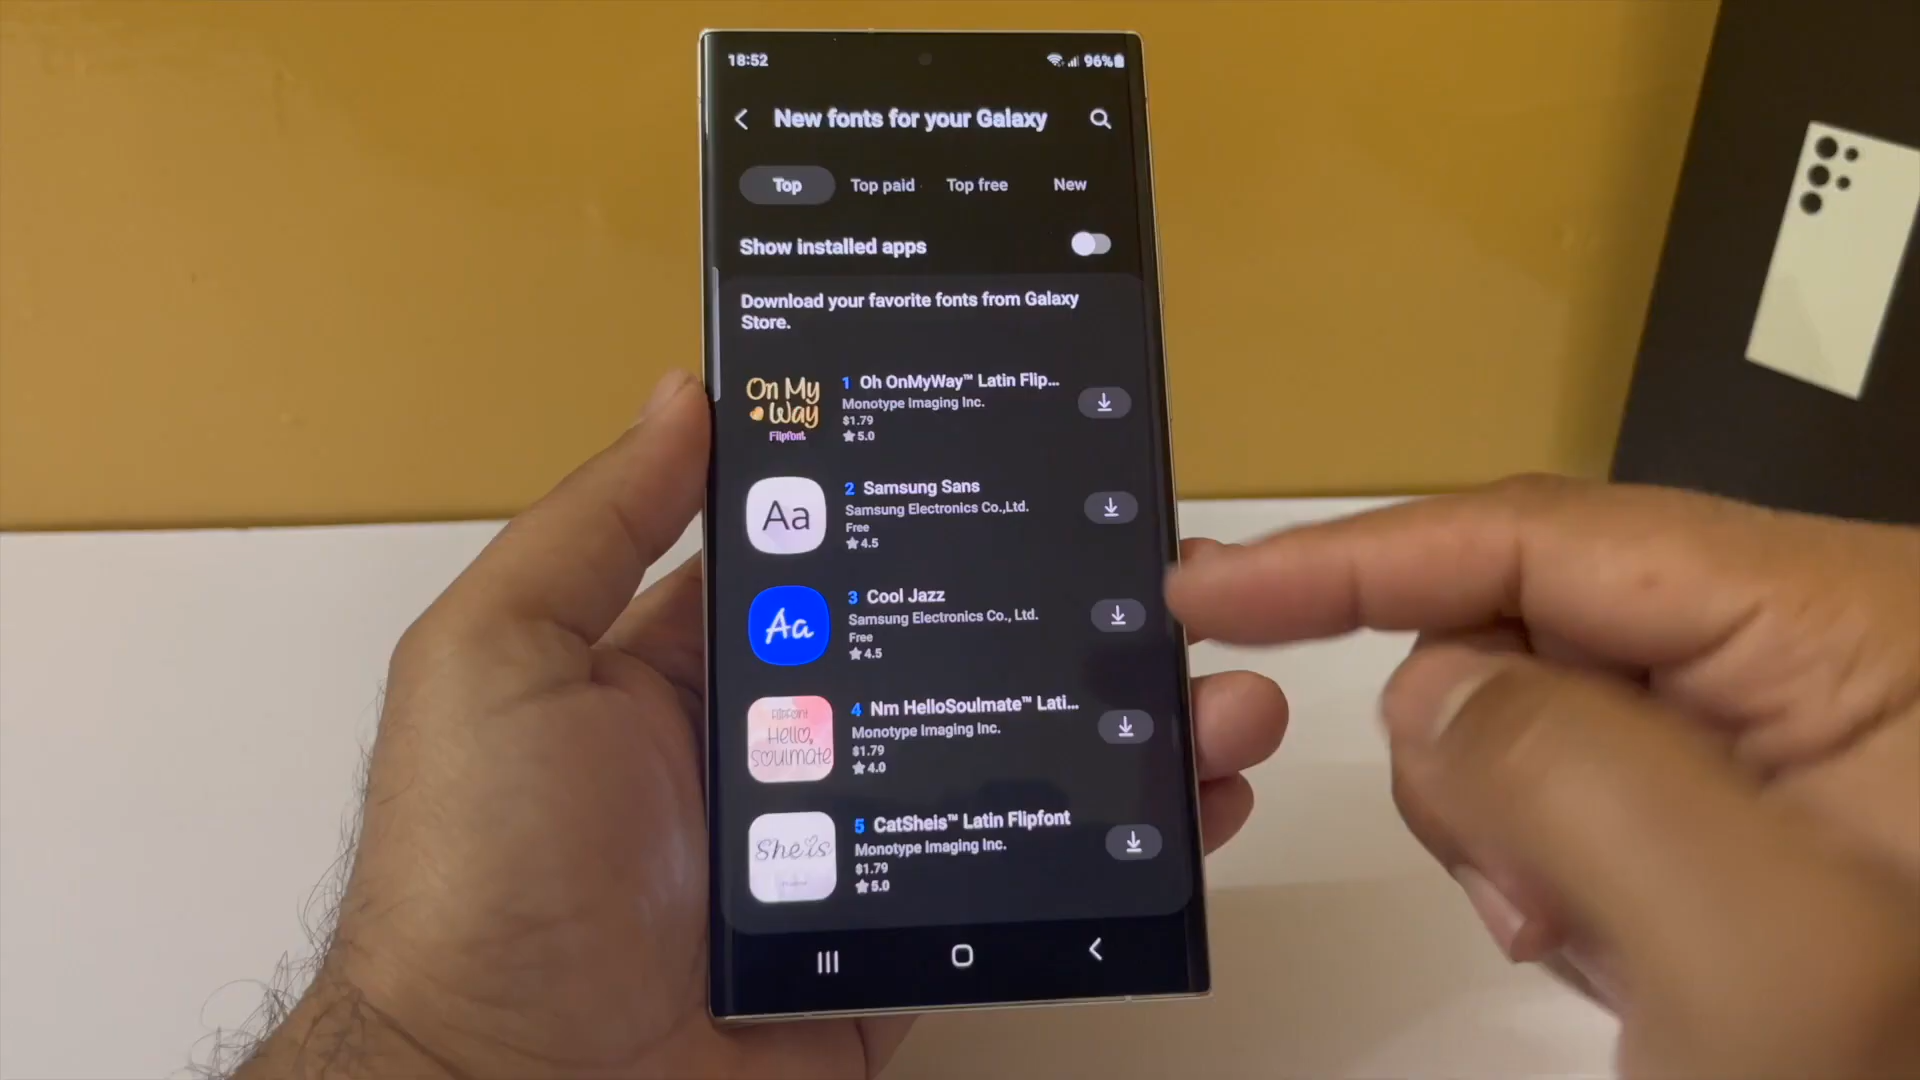 18:52
96%
New fonts for your Galaxy
Top
Top paid
Top free
New
Show installed apps
Download your favorite fonts from Galaxy
Store.
On My
Way
Flipfont
1 Oh OnMyWay™ Latin Flip...
Monotype Imaging Inc.
$1.79
★5.0
Aa
2 Samsung Sans
Samsung Electronics Co.,Ltd.
Free
★4.5
Aa
3 Cool Jazz
Samsung Electronics Co., Ltd.
Free
★4.5
flipfont
Hello,
Soulmate
4 Nm HelloSoulmate™ Lati...
Monotype Imaging Inc.
$1.79
★4.0
She is
5 CatSheis™ Latin Flipfont
Monotype Imaging Inc.
$1.79
★5.0